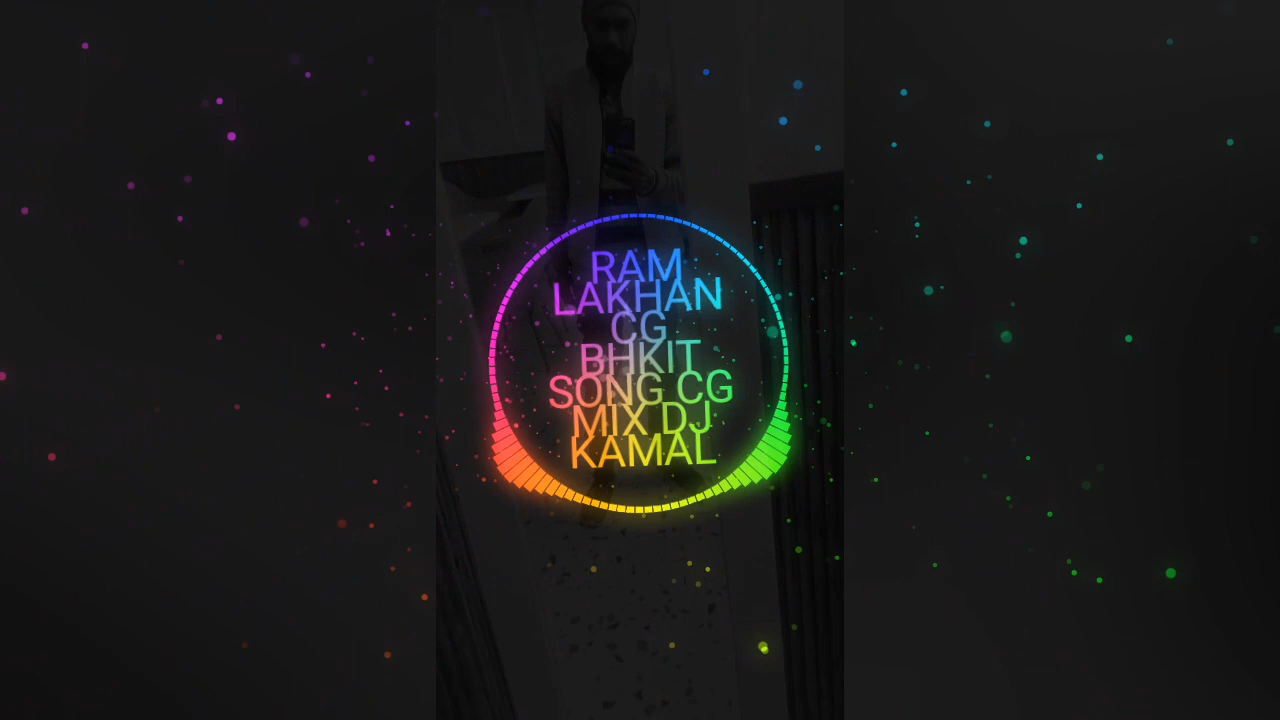 RAM
LAKHAN
CG
BHKIT
SONG CG
MIX DJ
KAMAL